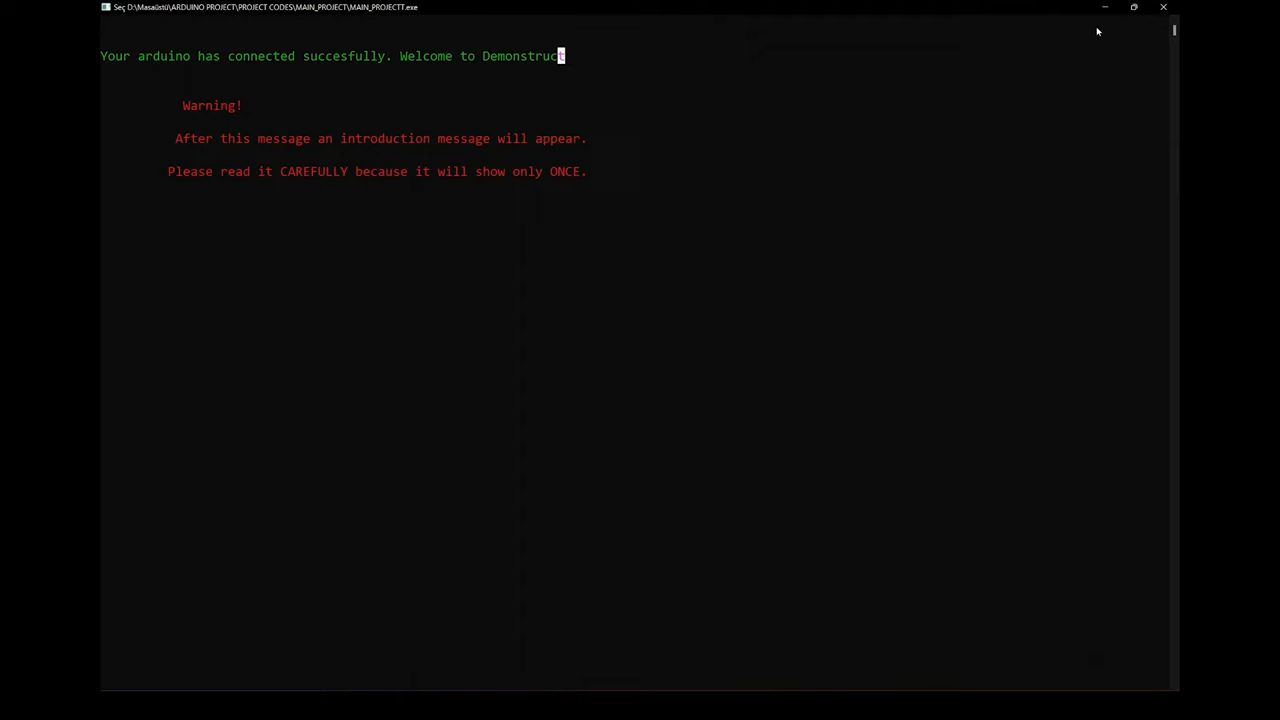 Seç D:\Masaüstü\ARDUINO PROJECT\PROJECT CODES\MAIN_PROJECT\MAIN_PROJECTT.exe
Your arduino has connected succesfully. Welcome to Demonstruct
Warning!
After this message an introduction message will appear.
Please read it CAREFULLY because it will show only ONCE.